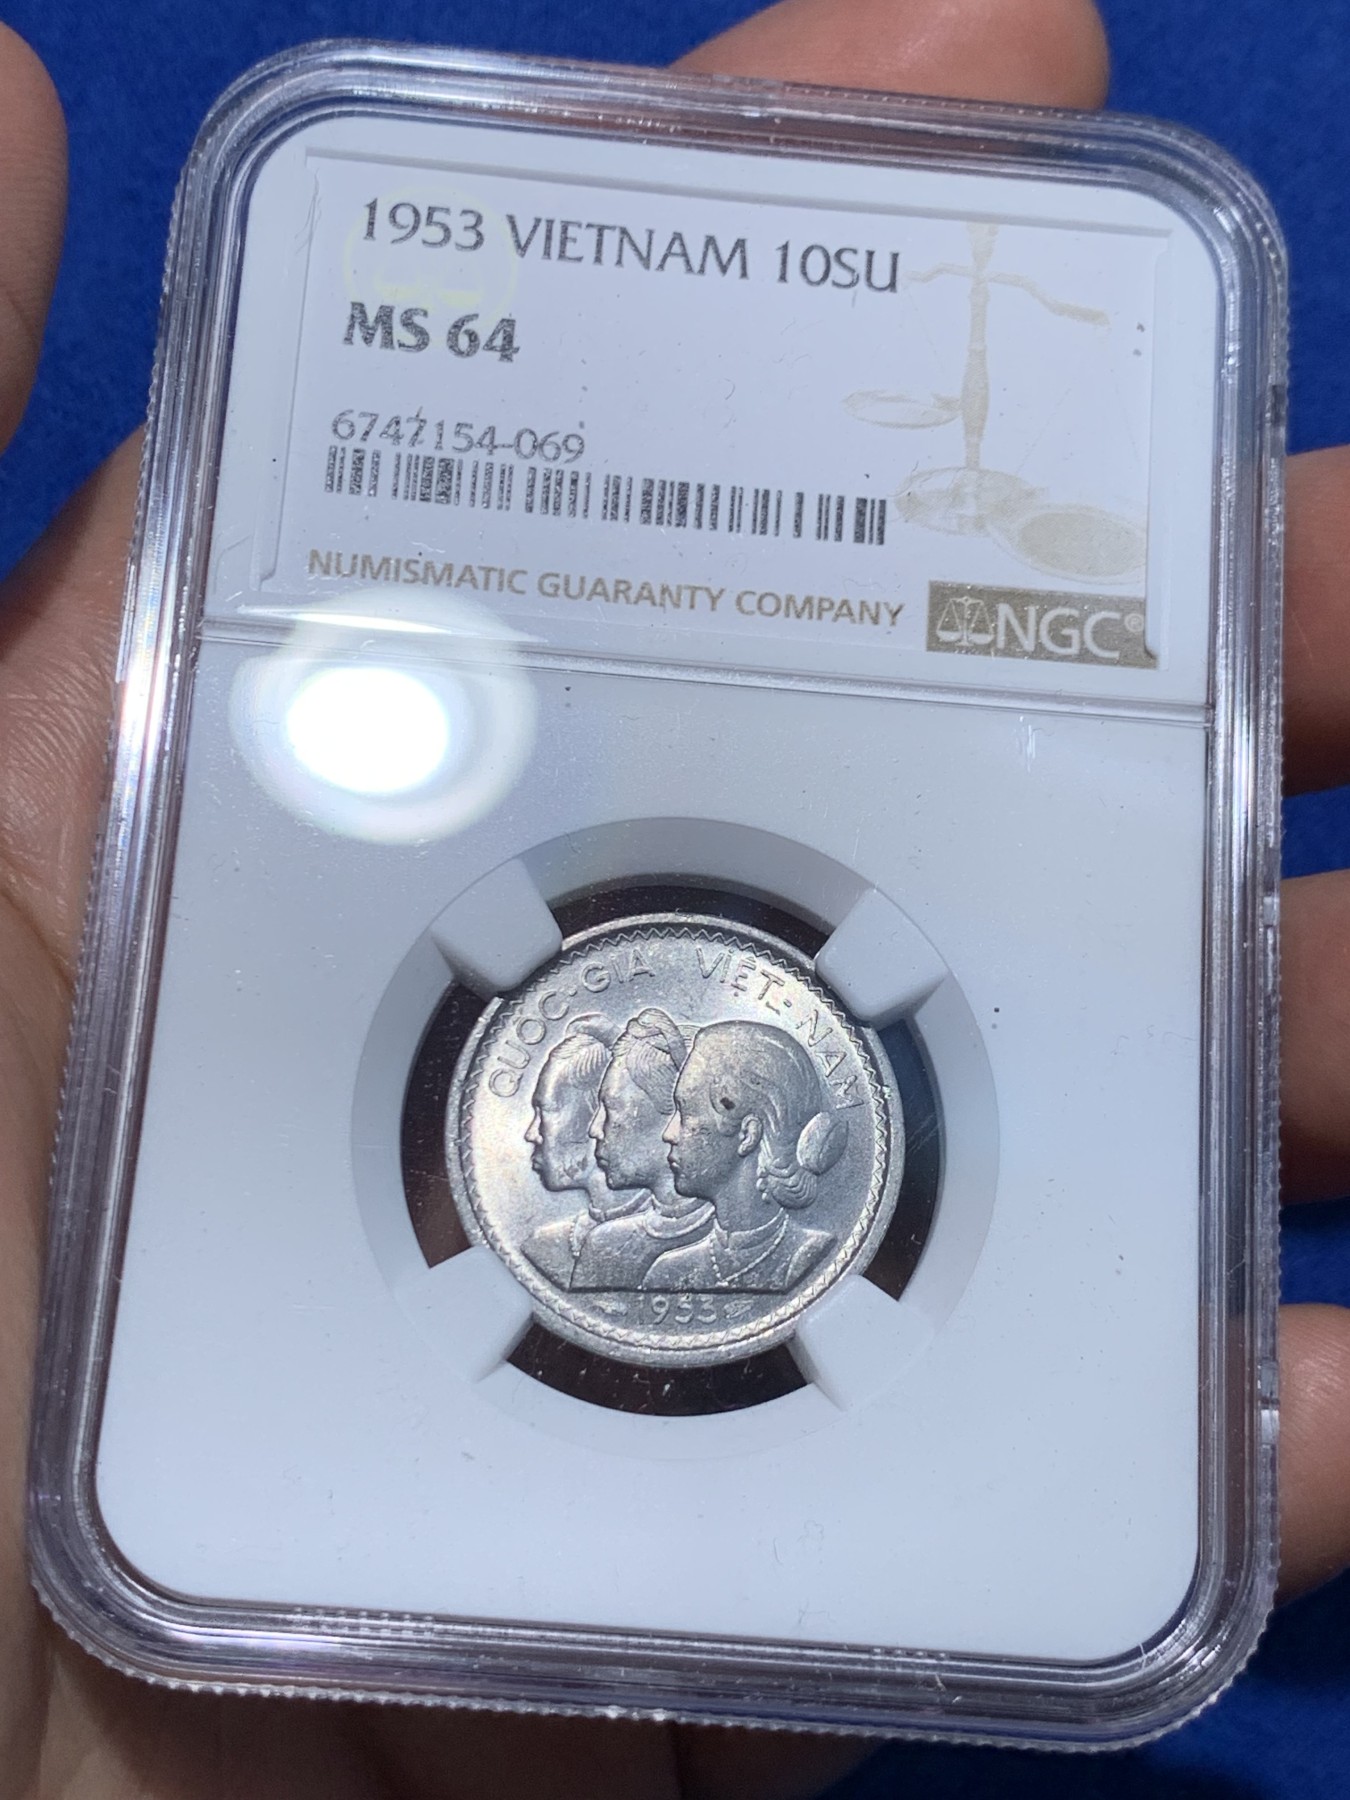 1953 VIETNAM 10SU
MS 64
6747154-069
NUMISMATIC GUARANTY COMPANY
NGC®
QUỐC-GIA VIỆT-NAM
1953